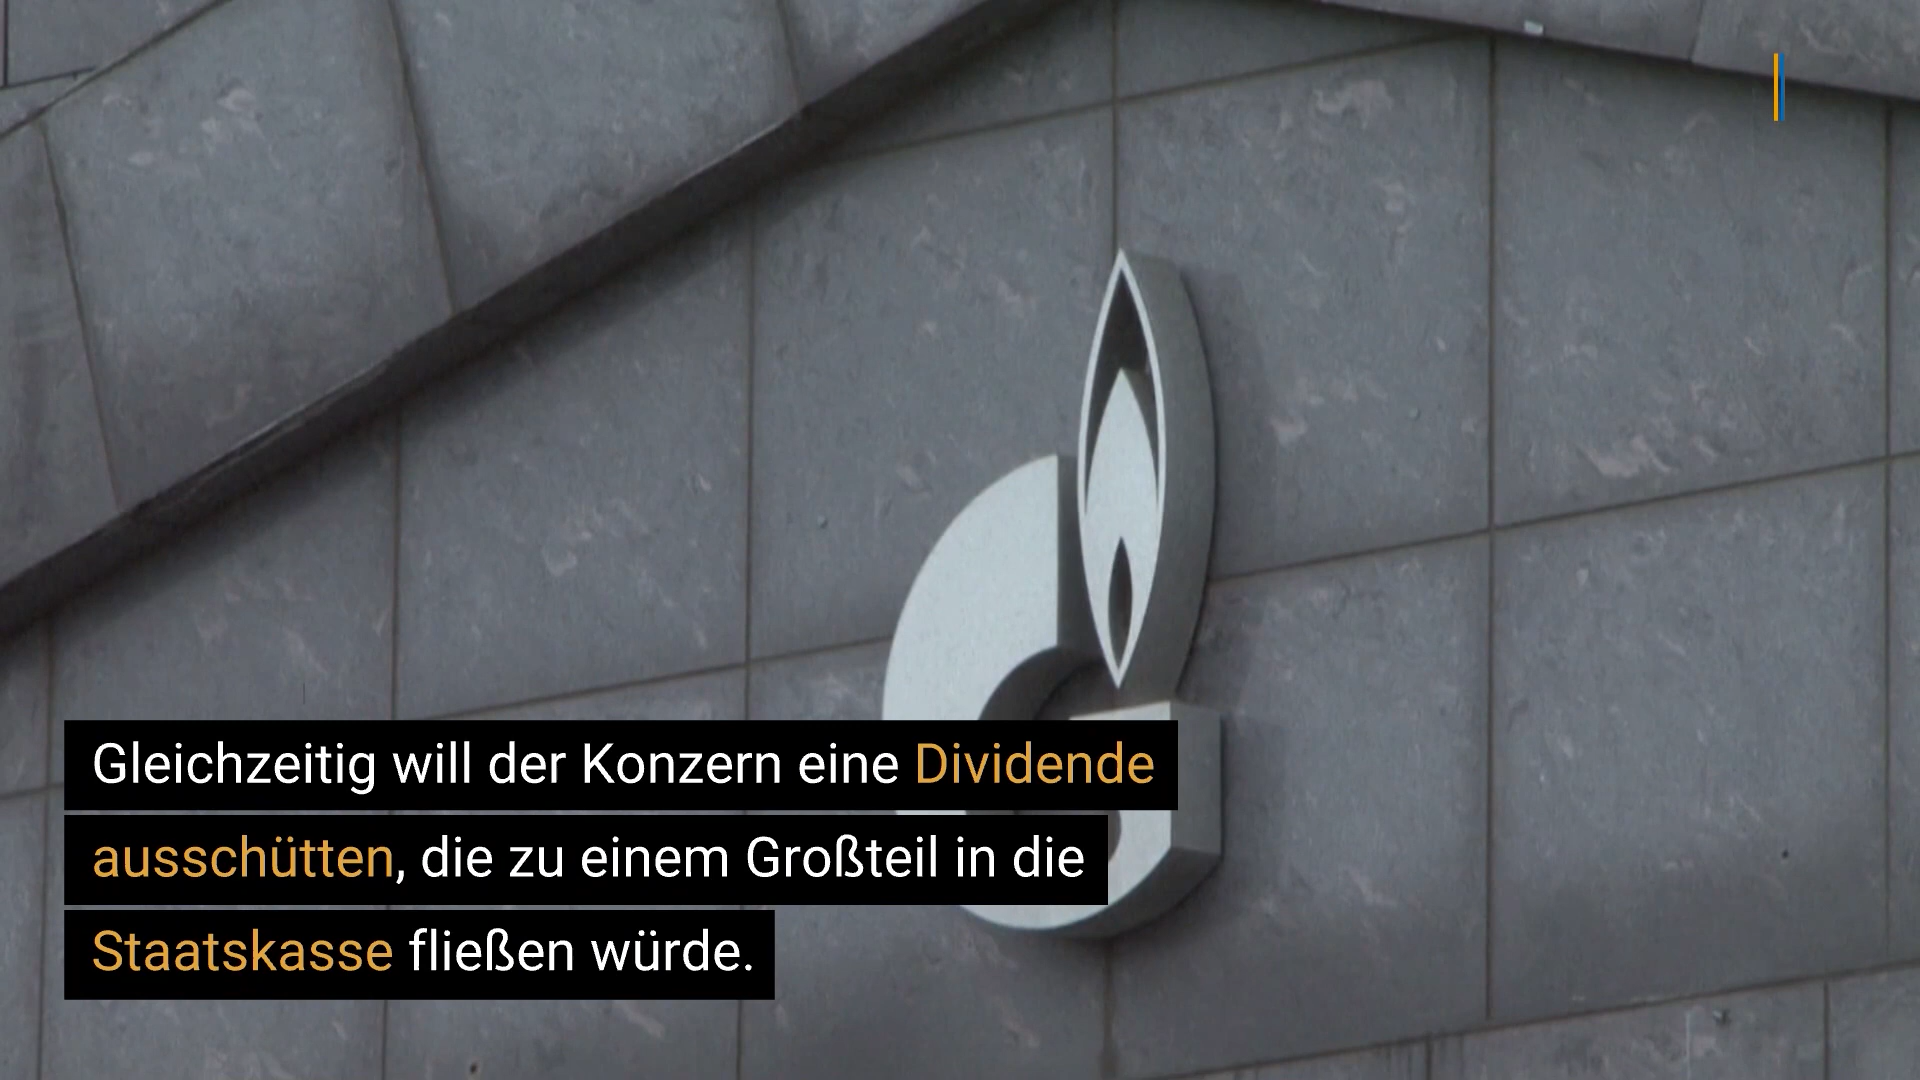 Gleichzeitig will der Konzern eine Dividende
ausschütten, die zu einem Großteil in die
Staatskasse fließen würde.